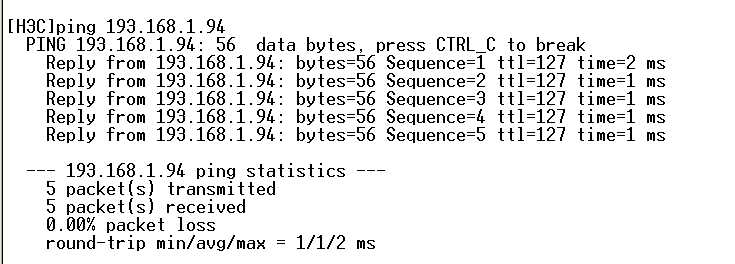 [H3C]ping 193.168.1.94
PING 193.168.1.94: 56  data bytes, press CTRL_C to break
Reply from 193.168.1.94: bytes=56 Sequence=1 ttl=127 time=2 ms
Reply from 193.168.1.94: bytes=56 Sequence=2 ttl=127 time=1 ms
Reply from 193.168.1.94: bytes=56 Sequence=3 ttl=127 time=1 ms
Reply from 193.168.1.94: bytes=56 Sequence=4 ttl=127 time=1 ms
Reply from 193.168.1.94: bytes=56 Sequence=5 ttl=127 time=1 ms
--- 193.168.1.94 ping statistics ---
5 packet(s) transmitted
5 packet(s) received
0.00% packet loss
round-trip min/avg/max = 1/1/2 ms